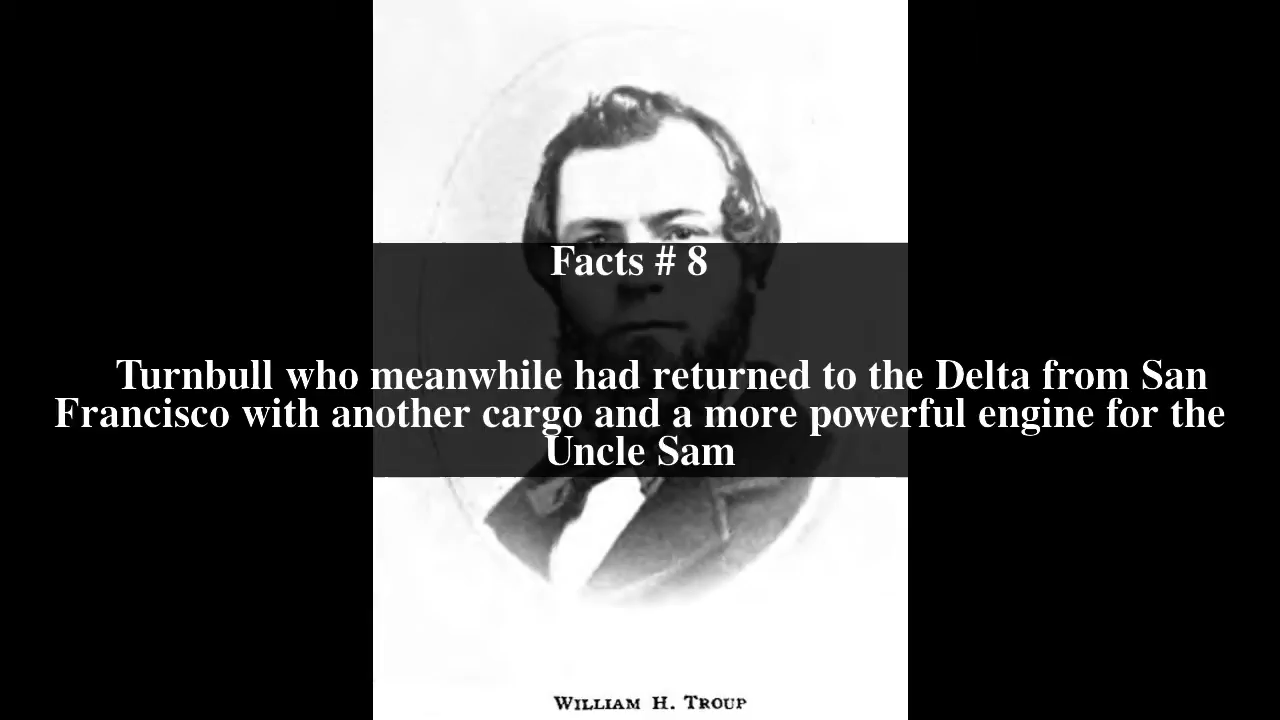 Facts # 8
Turnbull who meanwhile had returned to the Delta from San
Francisco with another cargo and a more powerful engine for the
Uncle Sam
William H. Troup